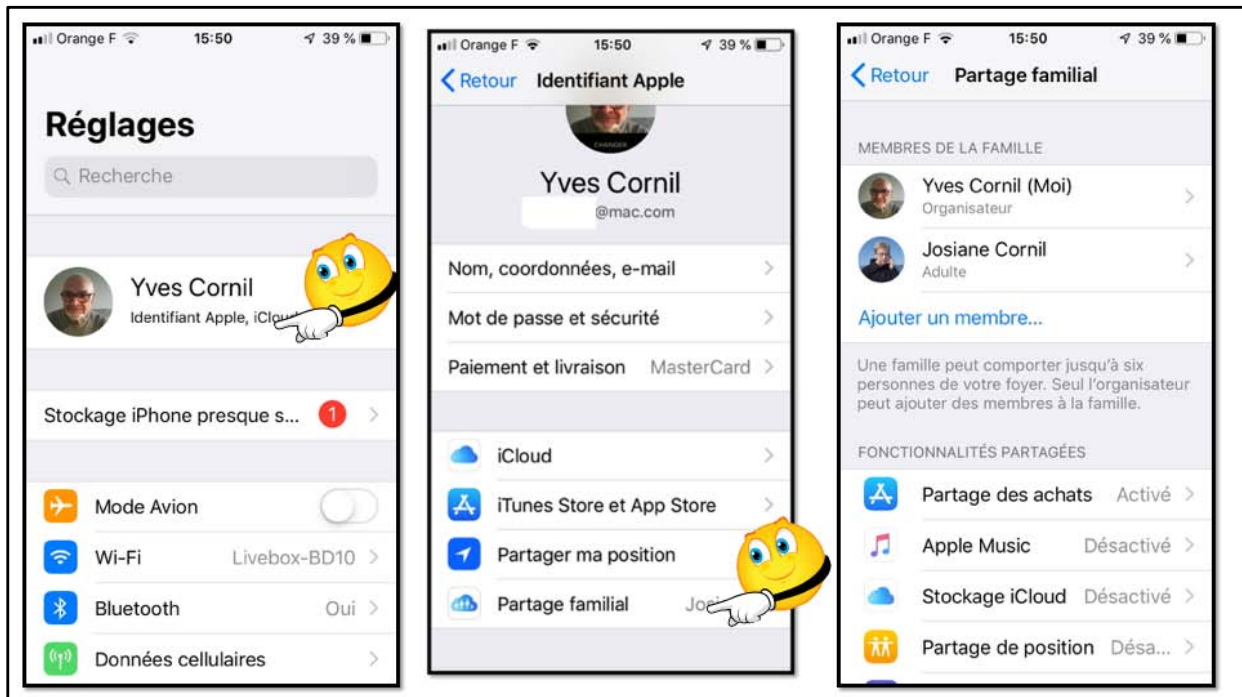 Orange F 15:50 39 %
Réglages
Recherche
Yves Cornil
Identifiant Apple, iCloud
Stockage iPhone presque s... 1
Mode Avion
Wi-Fi Livebox-BD10
Bluetooth Oui
Données cellulaires
Orange F 15:50 39 %
Retour Identifiant Apple
CHANGER
Yves Cornil
@mac.com
Nom, coordonnées, e-mail
Mot de passe et sécurité
Paiement et livraison MasterCard
iCloud
iTunes Store et App Store
Partager ma position
Partage familial
Orange F 15:50 39 %
Retour Partage familial
MEMBRES DE LA FAMILLE
Yves Cornil (Moi)
Organisateur
Josiane Cornil
Adulte
Ajouter un membre...
Une famille peut comporter jusqu'à six
personnes de votre foyer. Seul l'organisateur
peut ajouter des membres à la famille.
FONCTIONNALITÉS PARTAGÉES
Partage des achats Activé
Apple Music Désactivé
Stockage iCloud Désactivé
Partage de position Désa...